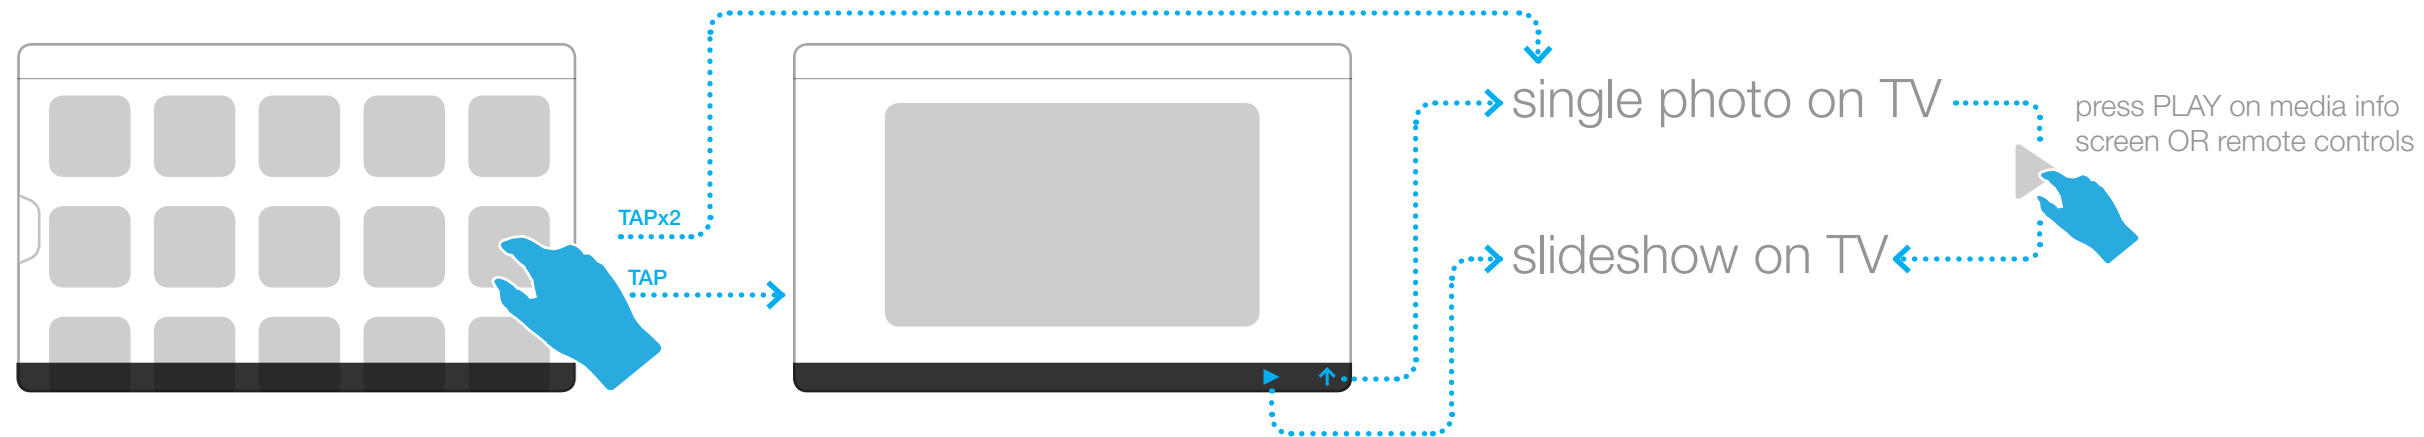 TAPx2
TAP
single photo on TV
slideshow on TV
press PLAY on media info
screen OR remote controls